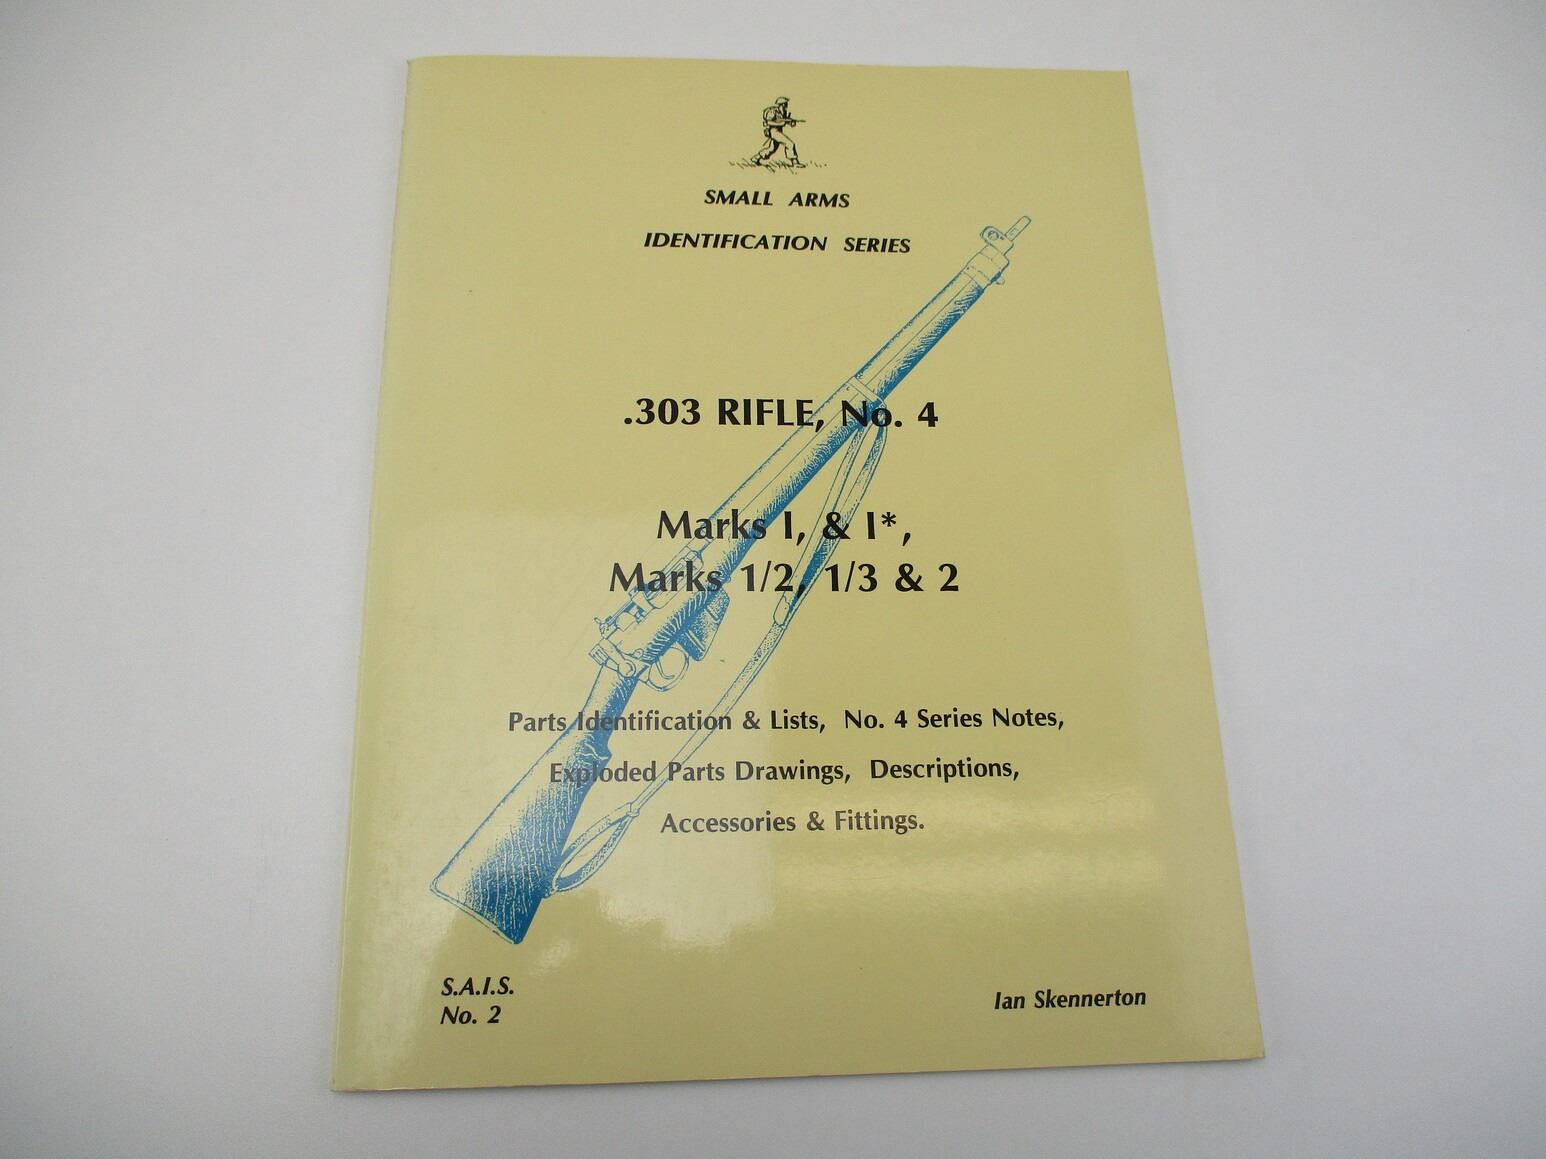 SMALL ARMS
IDENTIFICATION SERIES
.303 RIFLE, No. 4
Marks I, & I*,
Marks 1/2, 1/3 & 2
Parts Identification & Lists, No. 4 Series Notes,
Exploded Parts Drawings, Descriptions,
Accessories & Fittings.
S.A.I.S.
No. 2
Ian Skennerton